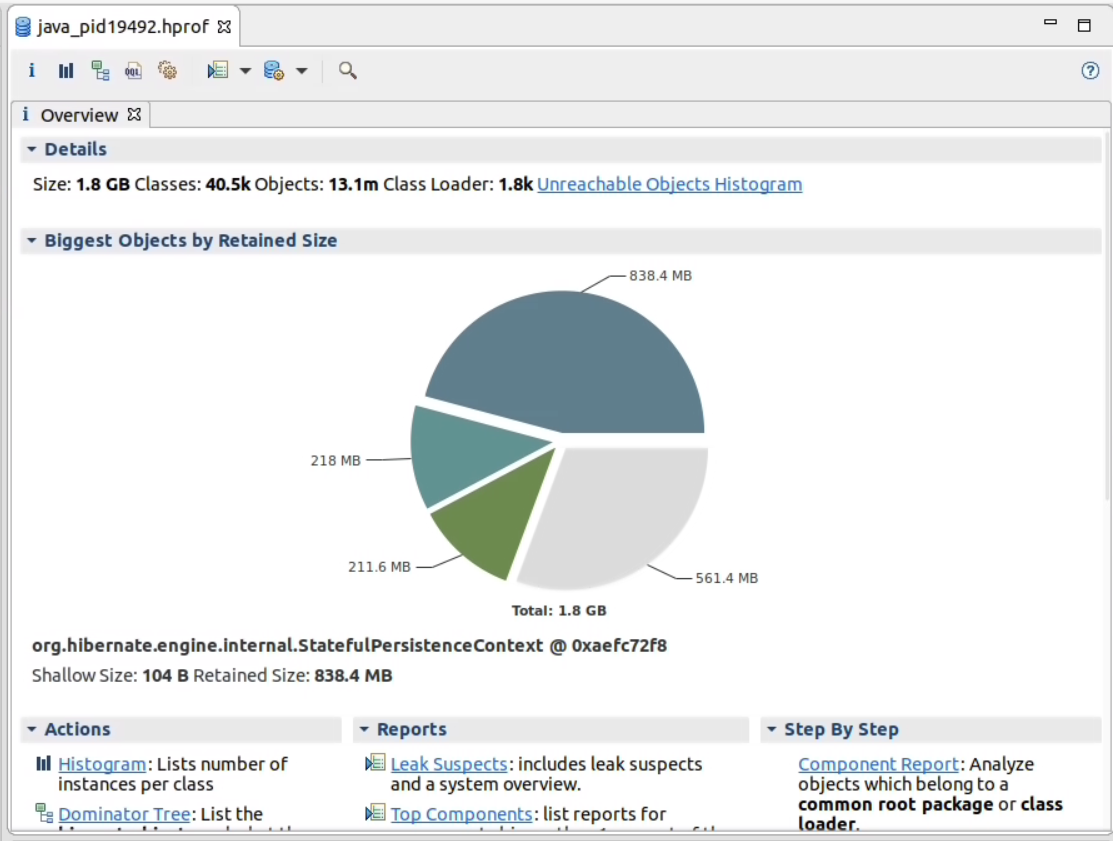 java_pid19492.hprof
OQL
Overview
Details
Size: 1.8 GB Classes: 40.5k Objects: 13.1m Class Loader: 1.8k Unreachable Objects Histogram
Biggest Objects by Retained Size
838.4 MB
218 MB
211.6 MB
561.4 MB
Total: 1.8 GB
org.hibernate.engine.internal.StatefulPersistenceContext @ 0xaefc72f8
Shallow Size: 104 B Retained Size: 838.4 MB
Actions
Histogram: Lists number of
instances per class
Dominator Tree: List the
Reports
Leak Suspects: includes leak suspects
and a system overview.
Top Components: list reports for
Step By Step
Component Report: Analyze
objects which belong to a
common root package or class
loader.